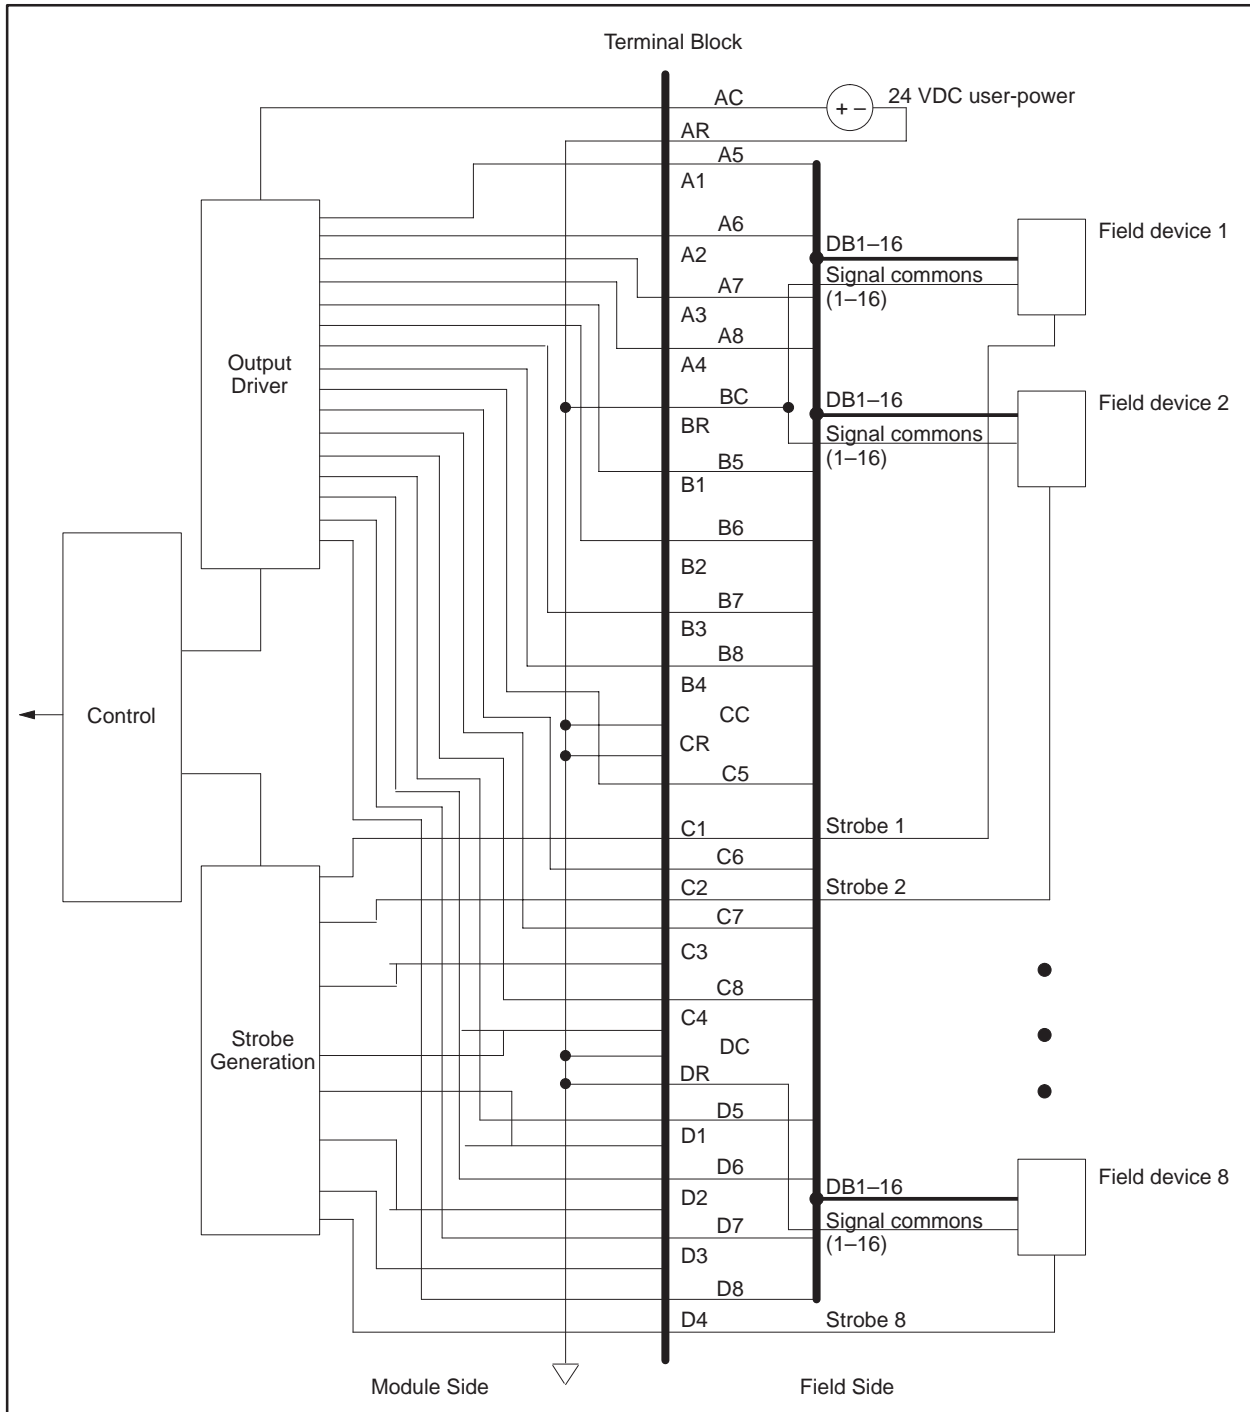 Terminal Block
AC
+ –
24 VDC user-power
AR
A5
A1
A6
A2
A7
A3
A8
A4
BC
BR
B5
B1
B6
B2
B7
B3
B8
B4
CC
CR
C5
C1
C6
C2
C7
C3
C8
C4
DC
DR
D5
D1
D6
D2
D7
D3
D8
D4
DB1–16
Signal commons
(1–16)
Field device 1
DB1–16
Signal commons
(1–16)
Field device 2
Strobe 1
Strobe 2
DB1–16
Signal commons
(1–16)
Field device 8
Strobe 8
Output
Driver
Control
Strobe
Generation
Module Side
Field Side